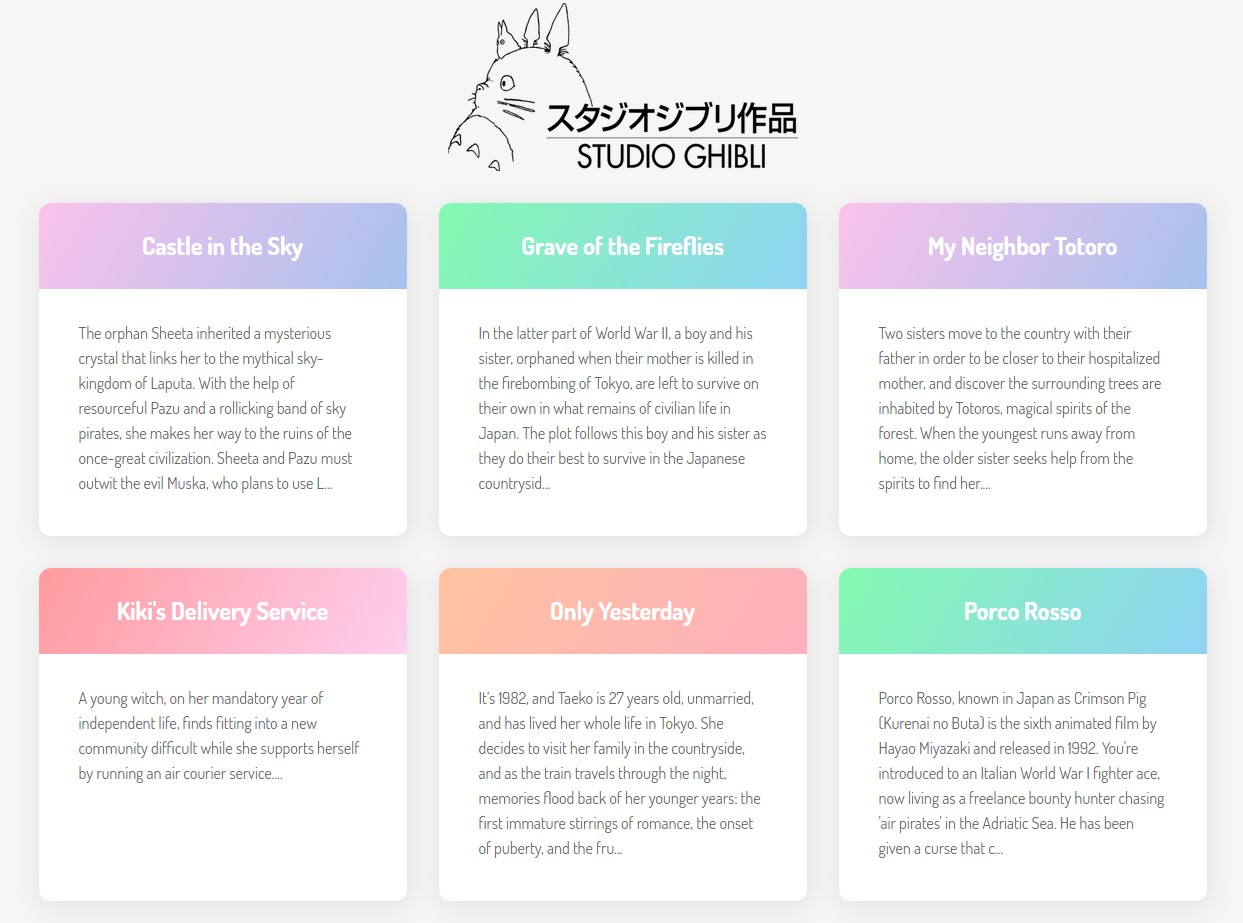 スタジオジブリ作品
STUDIO GHIBLI
Castle in the Sky
The orphan Sheeta inherited a mysterious
crystal that links her to the mythical sky-
kingdom of Laputa. With the help of
resourceful Pazu and a rollicking band of sky
pirates, she makes her way to the ruins of the
once-great civilization. Sheeta and Pazu must
outwit the evil Muska, who plans to use L...
Grave of the Fireflies
In the latter part of World War II, a boy and his
sister, orphaned when their mother is killed in
the firebombing of Tokyo, are left to survive on
their own in what remains of civilian life in
Japan. The plot follows this boy and his sister as
they do their best to survive in the Japanese
countrysid...
My Neighbor Totoro
Two sisters move to the country with their
father in order to be closer to their hospitalized
mother, and discover the surrounding trees are
inhabited by Totoros, magical spirits of the
forest. When the youngest runs away from
home, the older sister seeks help from the
spirits to find her....
Kiki's Delivery Service
A young witch, on her mandatory year of
independent life, finds fitting into a new
community difficult while she supports herself
by running an air courier service....
Only Yesterday
It's 1982, and Taeko is 27 years old, unmarried,
and has lived her whole life in Tokyo. She
decides to visit her family in the countryside,
and as the train travels through the night,
memories flood back of her younger years: the
first immature stirrings of romance, the onset
of puberty, and the fru...
Porco Rosso
Porco Rosso, known in Japan as Crimson Pig
(Kurenai no Buta) is the sixth animated film by
Hayao Miyazaki and released in 1992. You're
introduced to an Italian World War I fighter ace,
now living as a freelance bounty hunter chasing
'air pirates' in the Adriatic Sea. He has been
given a curse that c...